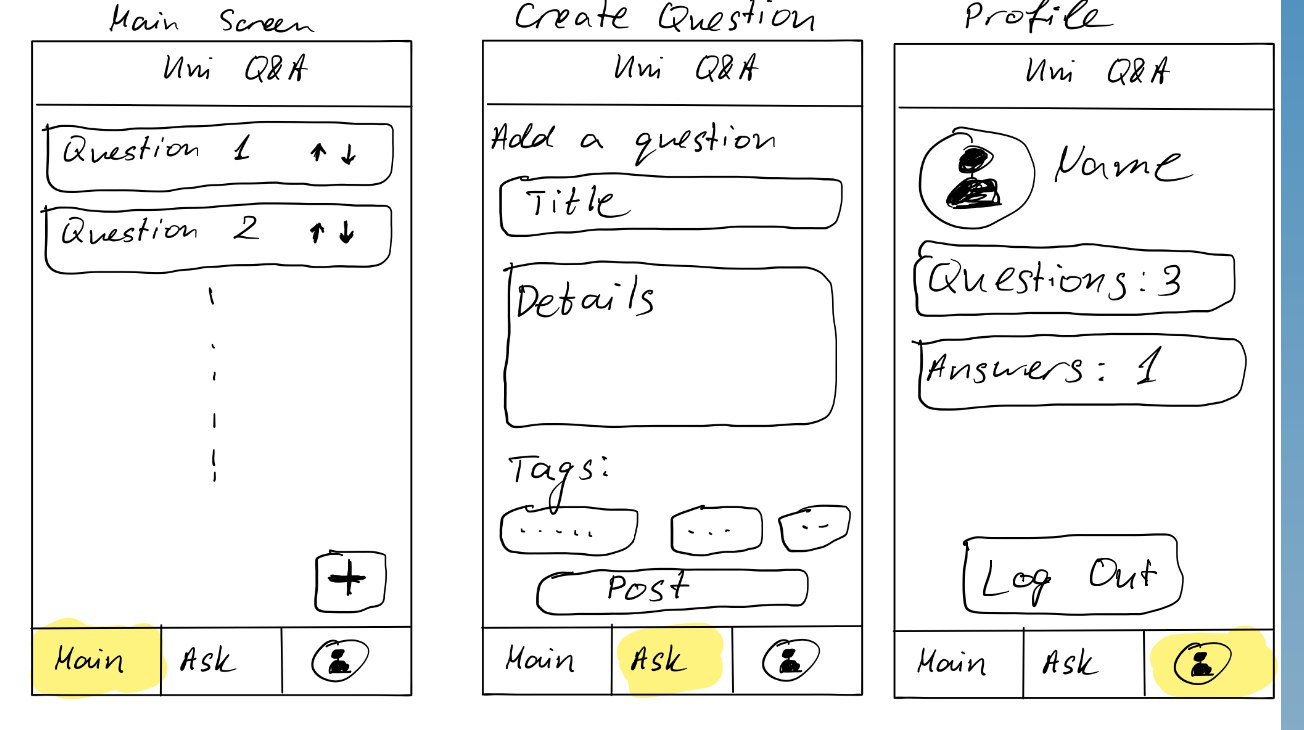 Main Screen
Uni Q&A
Question 1 ↑ ↓
Question 2 ↑ ↓
+
Main Ask
Create Question
Uni Q&A
Add a question
Title
Details
Tags:
.....
...
--
Post
Main Ask
Profile
Uni Q&A
Name
Questions: 3
Answers: 1
Log Out
Main Ask